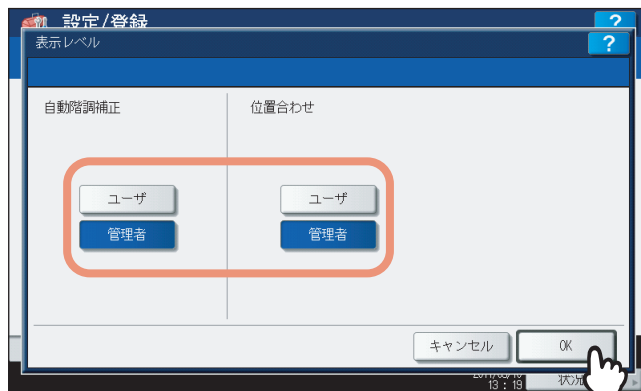 設定/登録 ?
表示レベル ?
自動階調補正 位置合わせ
ユーザ ユーザ
管理者 管理者
キャンセル OK
13 : 19 状況